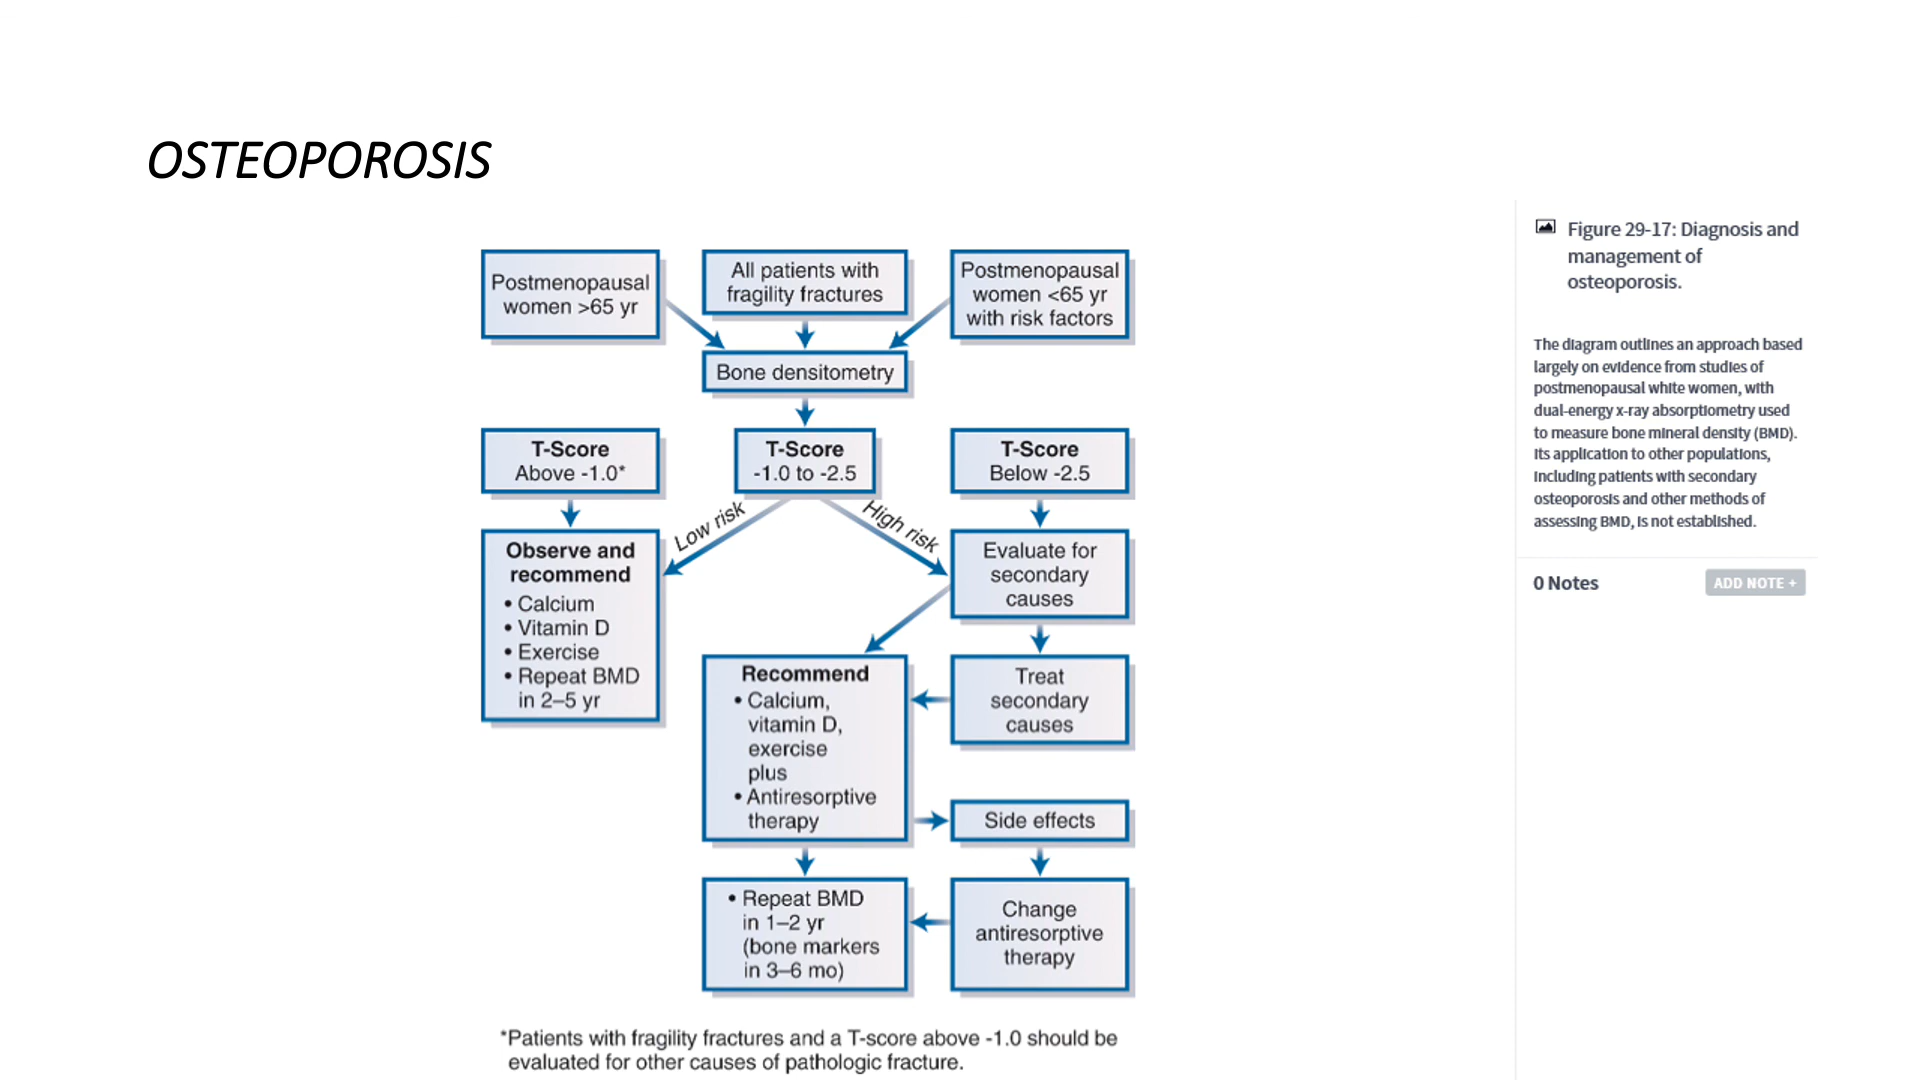 OSTEOPOROSIS
Postmenopausal
women >65 yr
All patients with
fragility fractures
Postmenopausal
women <65 yr
with risk factors
Bone densitometry
T-Score
Above -1.0*
T-Score
-1.0 to -2.5
T-Score
Below -2.5
Low risk
High risk
Observe and
recommend
• Calcium
• Vitamin D
• Exercise
• Repeat BMD
in 2–5 yr
Evaluate for
secondary
causes
Recommend
• Calcium,
vitamin D,
exercise
plus
• Antiresorptive
therapy
Treat
secondary
causes
Side effects
• Repeat BMD
in 1–2 yr
(bone markers
in 3–6 mo)
Change
antiresorptive
therapy
*Patients with fragility fractures and a T-score above -1.0 should be
evaluated for other causes of pathologic fracture.
Figure 29-17: Diagnosis and
management of
osteoporosis.
The diagram outlines an approach based
largely on evidence from studies of
postmenopausal white women, with
dual-energy x-ray absorptiometry used
to measure bone mineral density (BMD).
Its application to other populations,
including patients with secondary
osteoporosis and other methods of
assessing BMD, is not established.
0 Notes
ADD NOTE +